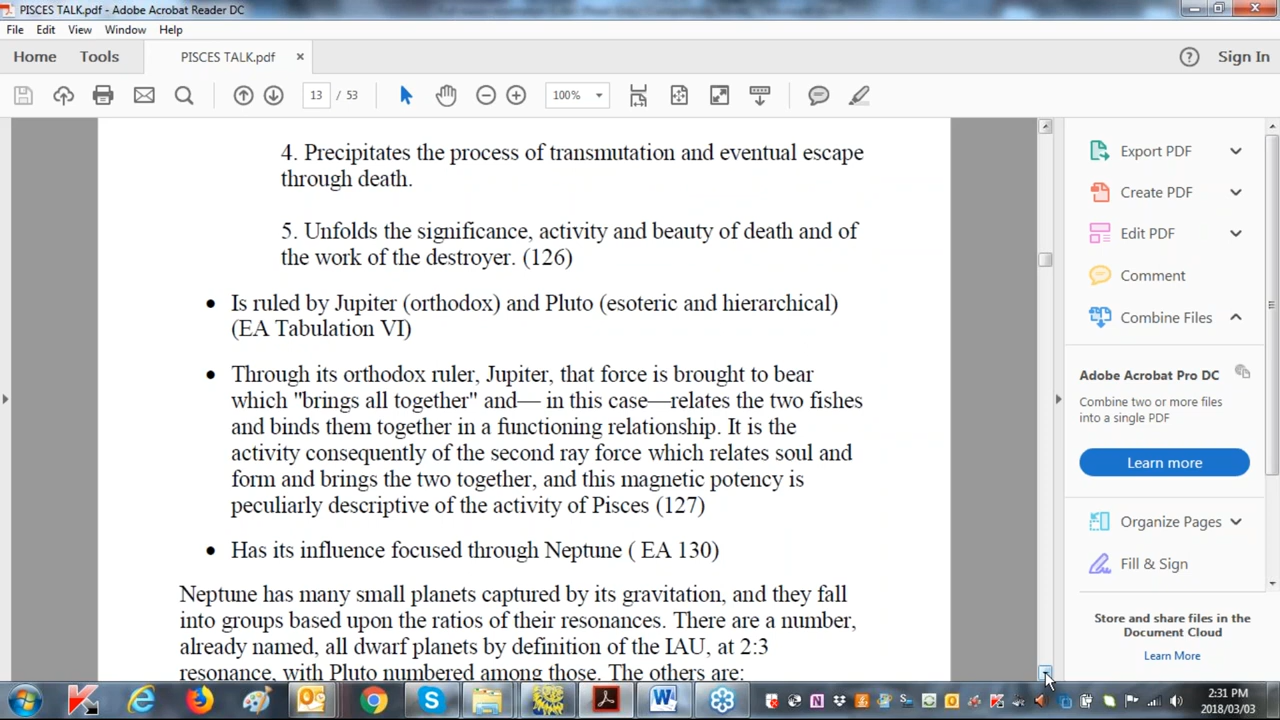 PISCES TALK.pdf - Adobe Acrobat Reader DC
File Edit View Window Help
Home Tools PISCES TALK.pdf × Sign In
13 / 53 100%
4. Precipitates the process of transmutation and eventual escape
through death.
5. Unfolds the significance, activity and beauty of death and of
the work of the destroyer. (126)
• Is ruled by Jupiter (orthodox) and Pluto (esoteric and hierarchical)
(EA Tabulation VI)
• Through its orthodox ruler, Jupiter, that force is brought to bear
which "brings all together" and— in this case—relates the two fishes
and binds them together in a functioning relationship. It is the
activity consequently of the second ray force which relates soul and
form and brings the two together, and this magnetic potency is
peculiarly descriptive of the activity of Pisces (127)
• Has its influence focused through Neptune ( EA 130)
Neptune has many small planets captured by its gravitation, and they fall
into groups based upon the ratios of their resonances. There are a number,
already named, all dwarf planets by definition of the IAU, at 2:3
resonance, with Pluto numbered among those. The others are:
Export PDF
Create PDF
Edit PDF
Comment
Combine Files
Adobe Acrobat Pro DC
Combine two or more files
into a single PDF
Learn more
Organize Pages
Fill & Sign
Store and share files in the
Document Cloud
Learn More
2:31 PM
2018/03/03